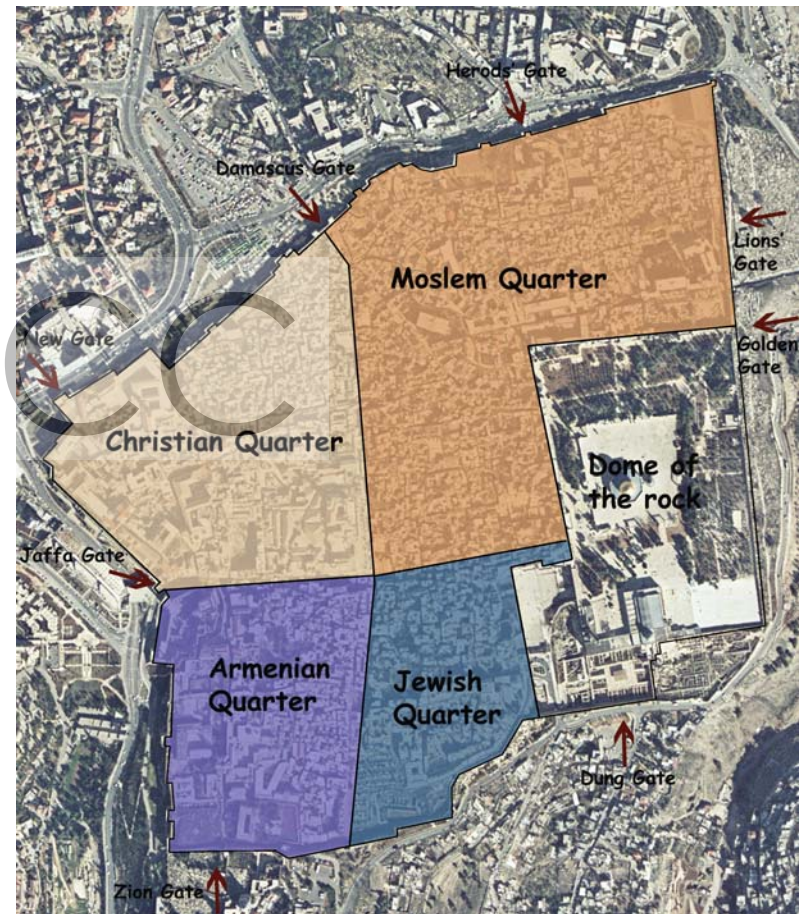 Herods' Gate
Damascus Gate
Lions'
Gate
Moslem Quarter
New Gate
Golden
Gate
Christian Quarter
Dome of
the rock
Jaffa Gate
Armenian
Quarter
Jewish
Quarter
Dung Gate
Zion Gate
CC